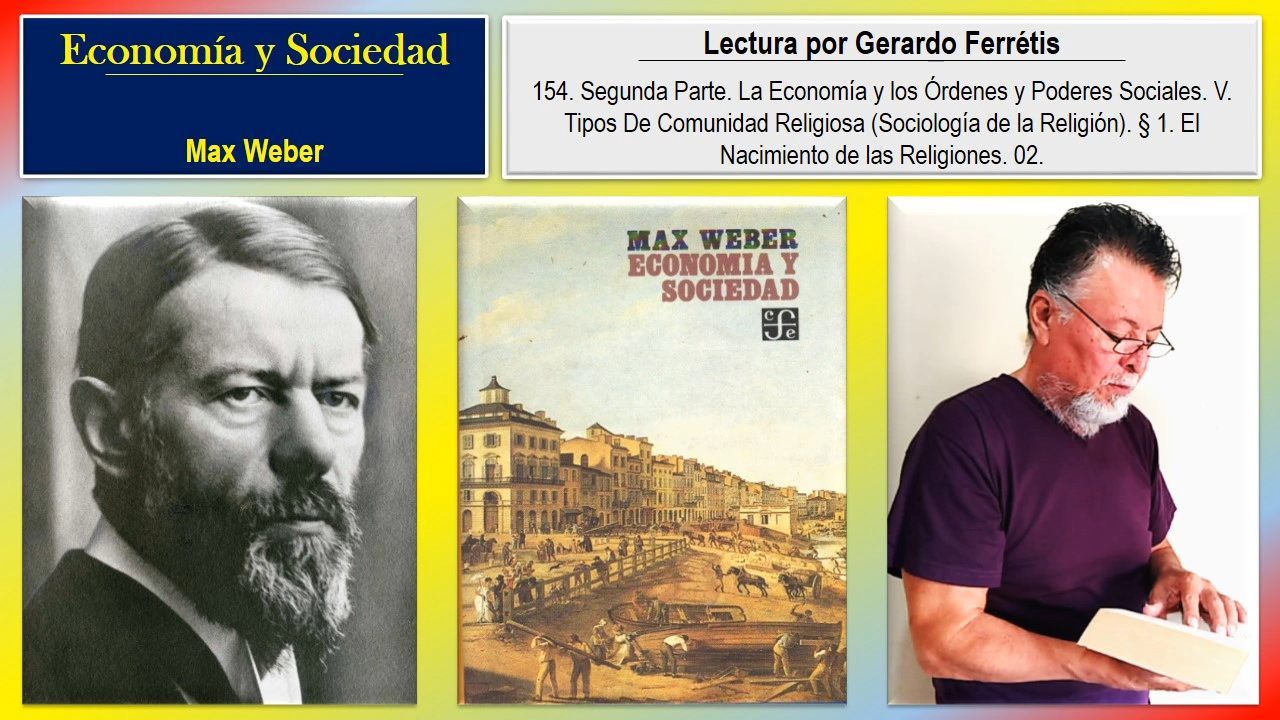 Economía y Sociedad
Max Weber
Lectura por Gerardo Ferrétis
154. Segunda Parte. La Economía y los Órdenes y Poderes Sociales. V.
Tipos De Comunidad Religiosa (Sociología de la Religión). § 1. El
Nacimiento de las Religiones. 02.
MAX WEBER
ECONOMIA Y
SOCIEDAD
cfe